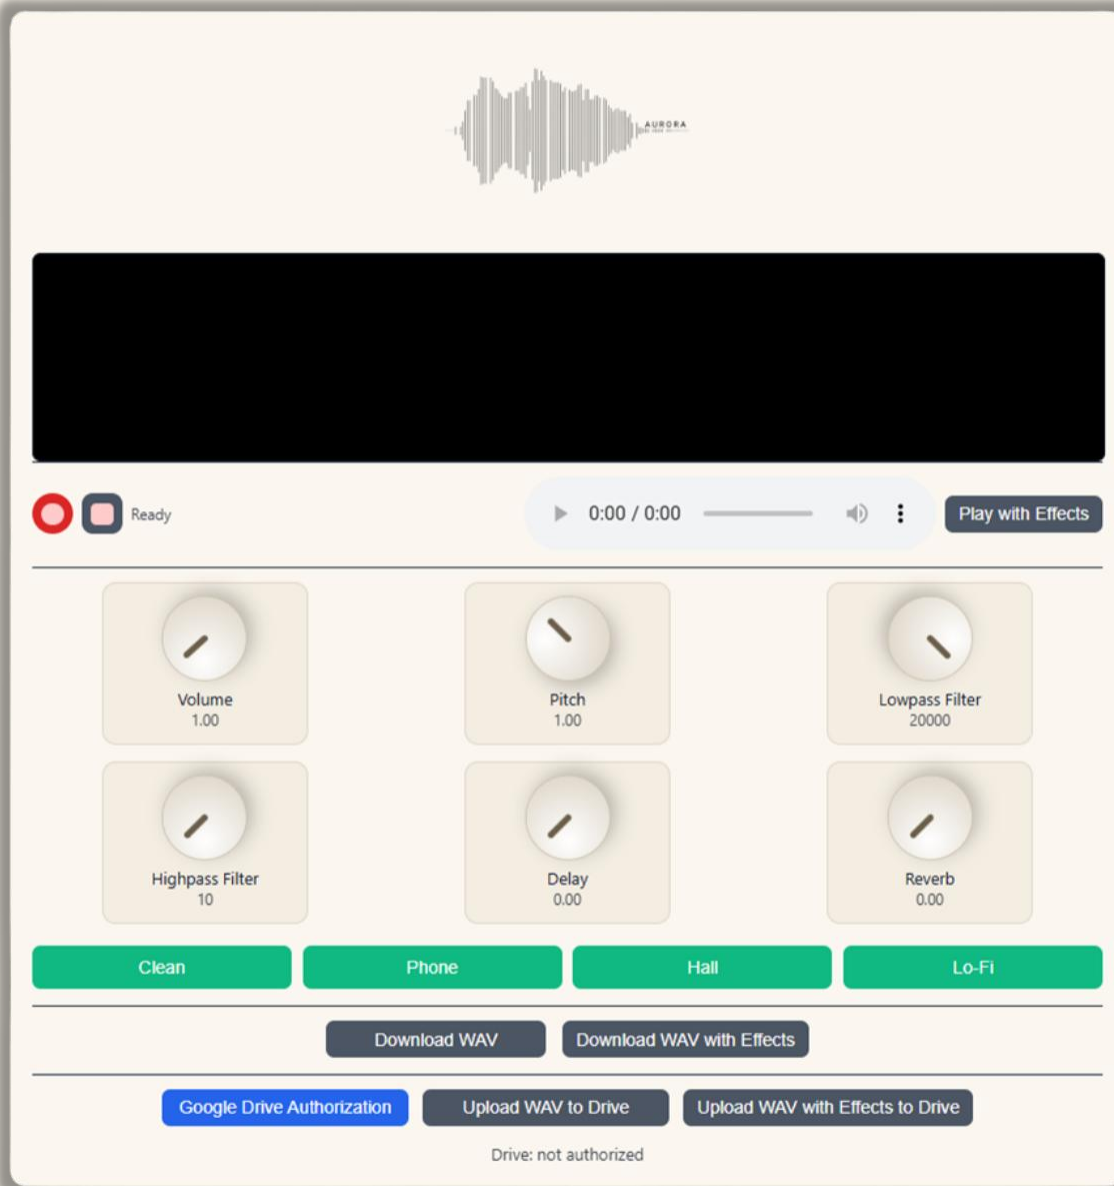 AURORA
Ready
0:00 / 0:00
Play with Effects
Volume
1.00
Pitch
1.00
Lowpass Filter
20000
Highpass Filter
10
Delay
0.00
Reverb
0.00
Clean
Phone
Hall
Lo-Fi
Download WAV
Download WAV with Effects
Google Drive Authorization
Upload WAV to Drive
Upload WAV with Effects to Drive
Drive: not authorized